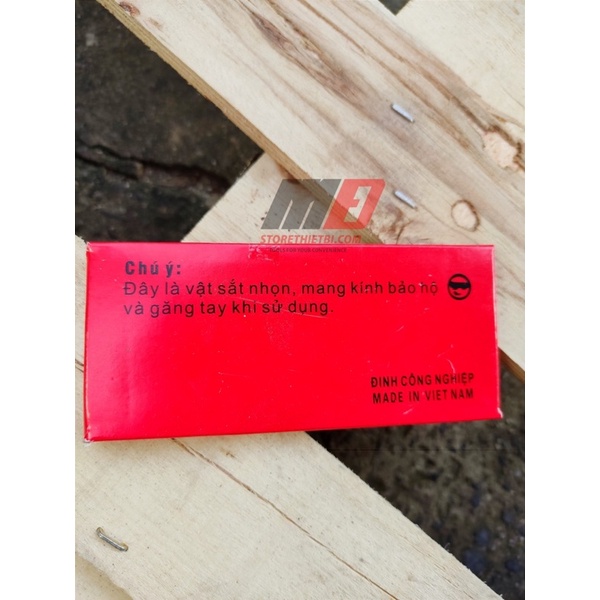 STORETHIETBI.COM
Chú ý:
Đây là vật sắt nhọn, mang kính bảo hộ
và găng tay khi sử dụng.
ĐINH CÔNG NGHIỆP
MADE IN VIET NAM